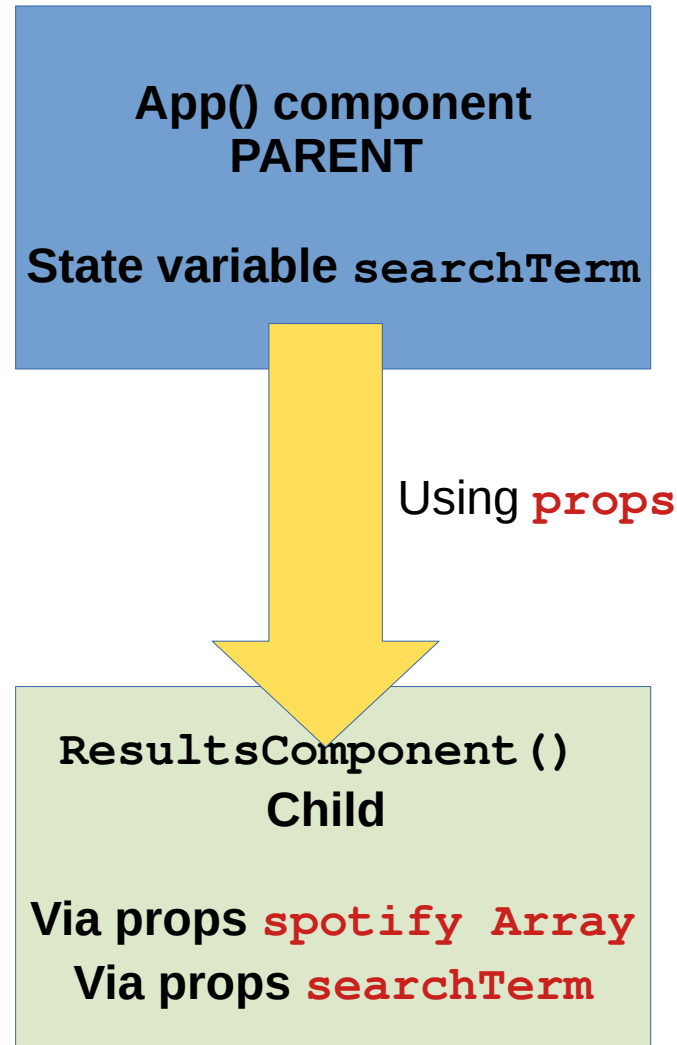 App() component
PARENT
State variable searchTerm
Using props
ResultsComponent()
Child
Via props spotify Array
Via props searchTerm